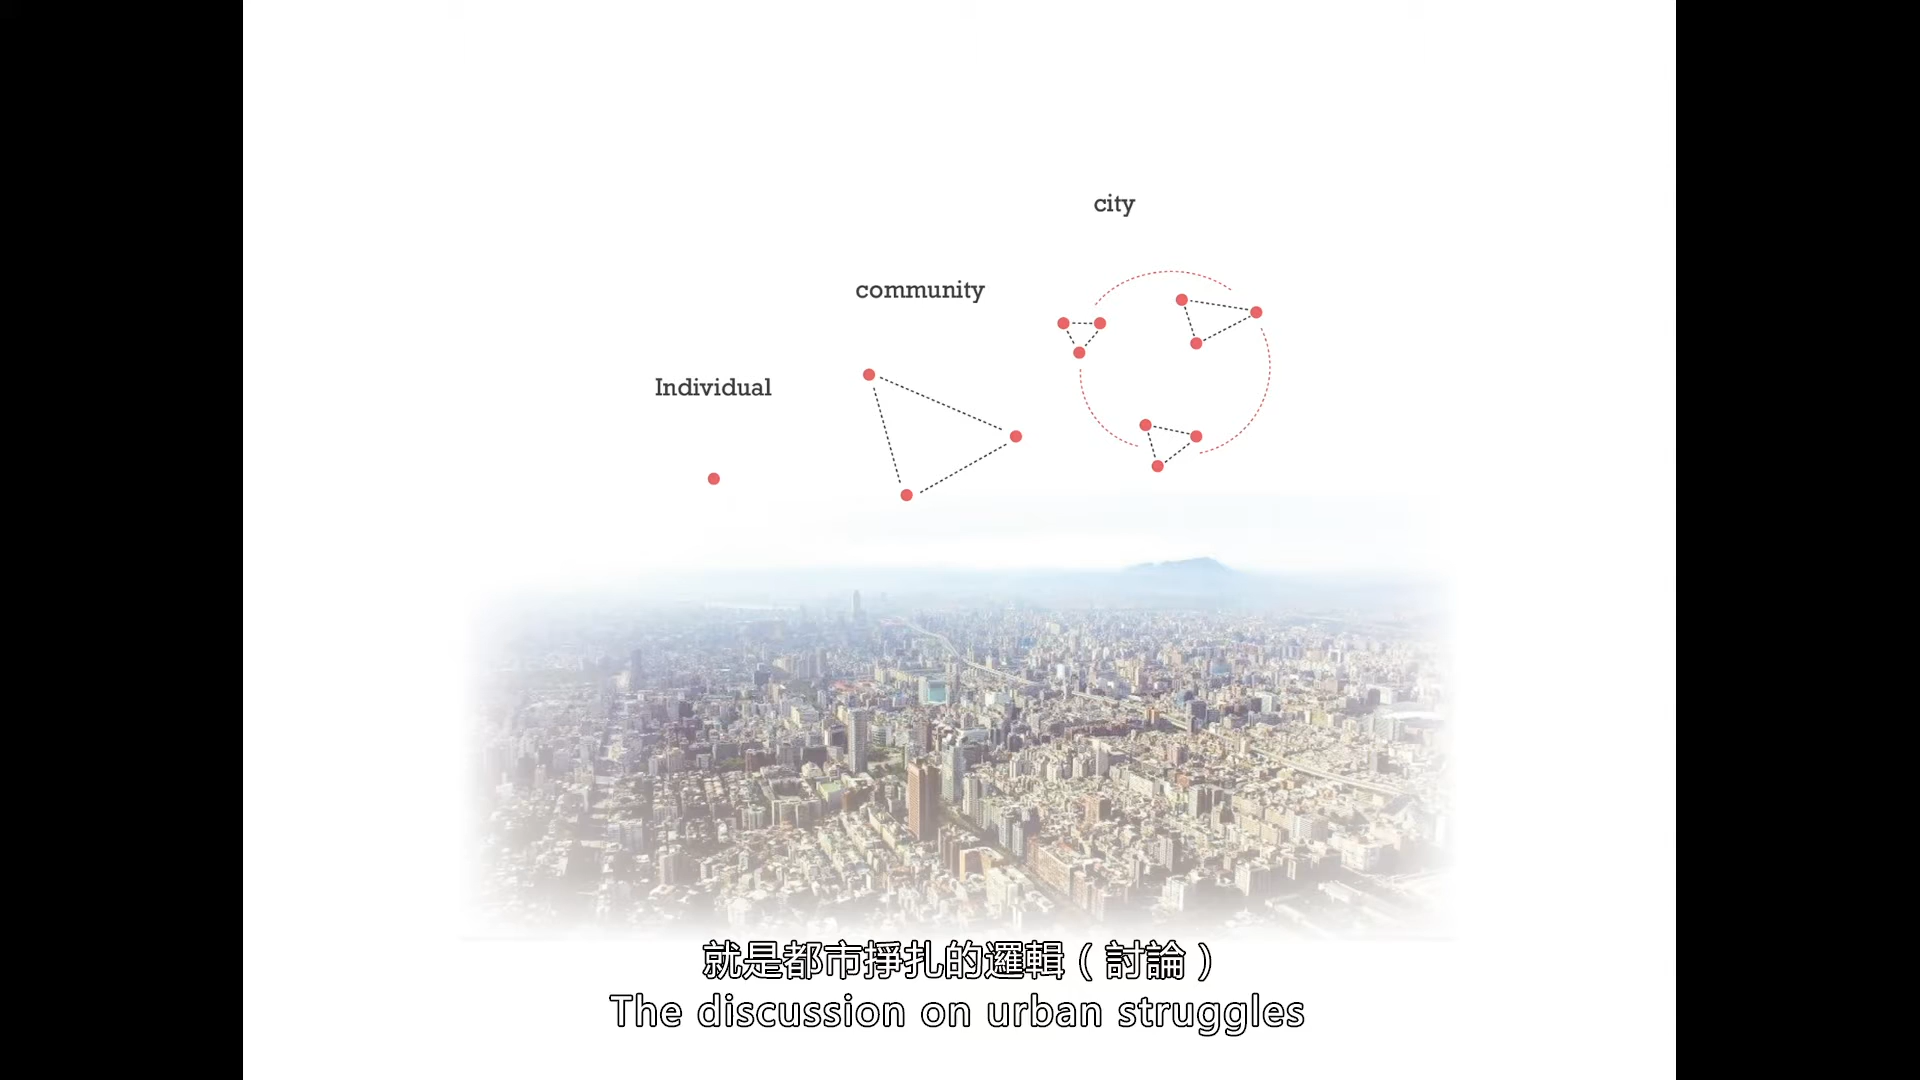 city
community
Individual
就是都市掙扎的邏輯（討論）
The discussion on urban struggles